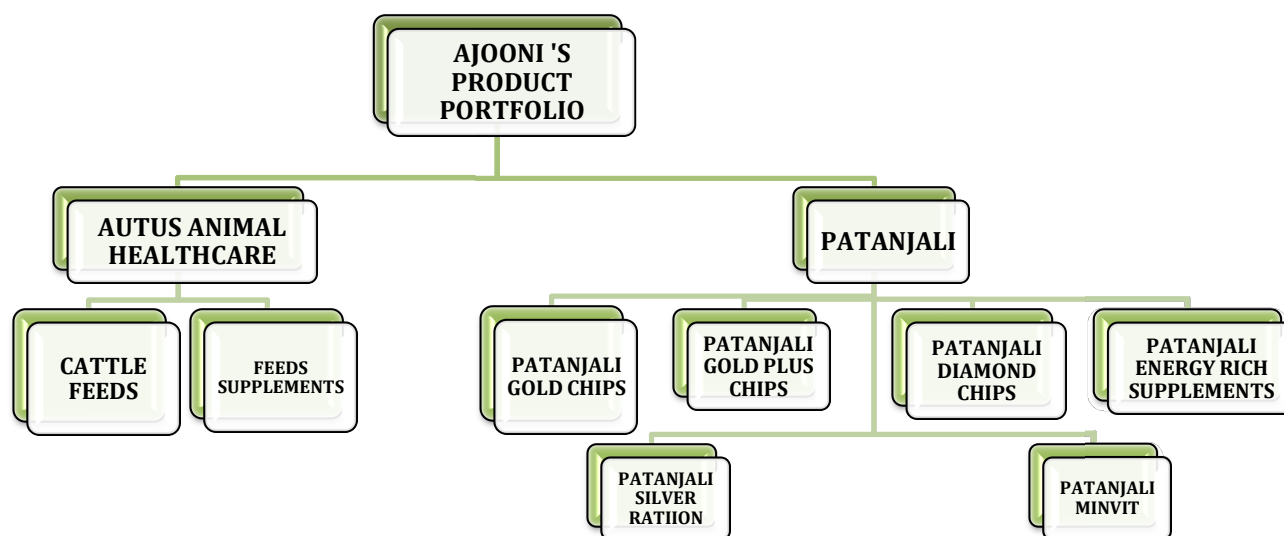 AJOONI 'S
PRODUCT
PORTFOLIO
AUTUS ANIMAL
HEALTHCARE
PATANJALI
CATTLE
FEEDS
FEEDS
SUPPLEMENTS
PATANJALI
GOLD CHIPS
PATANJALI
GOLD PLUS
CHIPS
PATANJALI
DIAMOND
CHIPS
PATANJALI
ENERGY RICH
SUPPLEMENTS
PATANJALI
SILVER
RATIION
PATANJALI
MINVIT